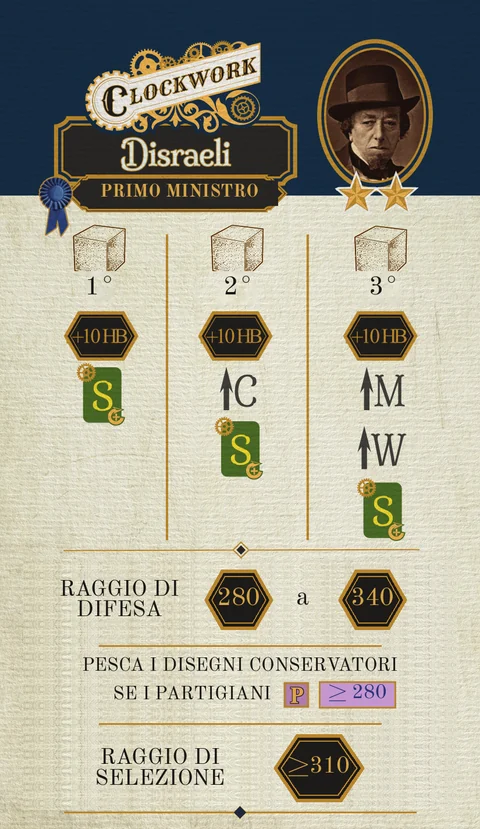 CLOCKWORK
Disraeli
PRIMO MINISTRO
1° 2° 3°
+10 HB +10 HB +10 HB
S C M
S W
S
RAGGIO DI
DIFESA
280 a 340
PESCA I DISEGNI CONSERVATORI
SE I PARTIGIANI P ≥ 280
RAGGIO DI
SELEZIONE
≥310